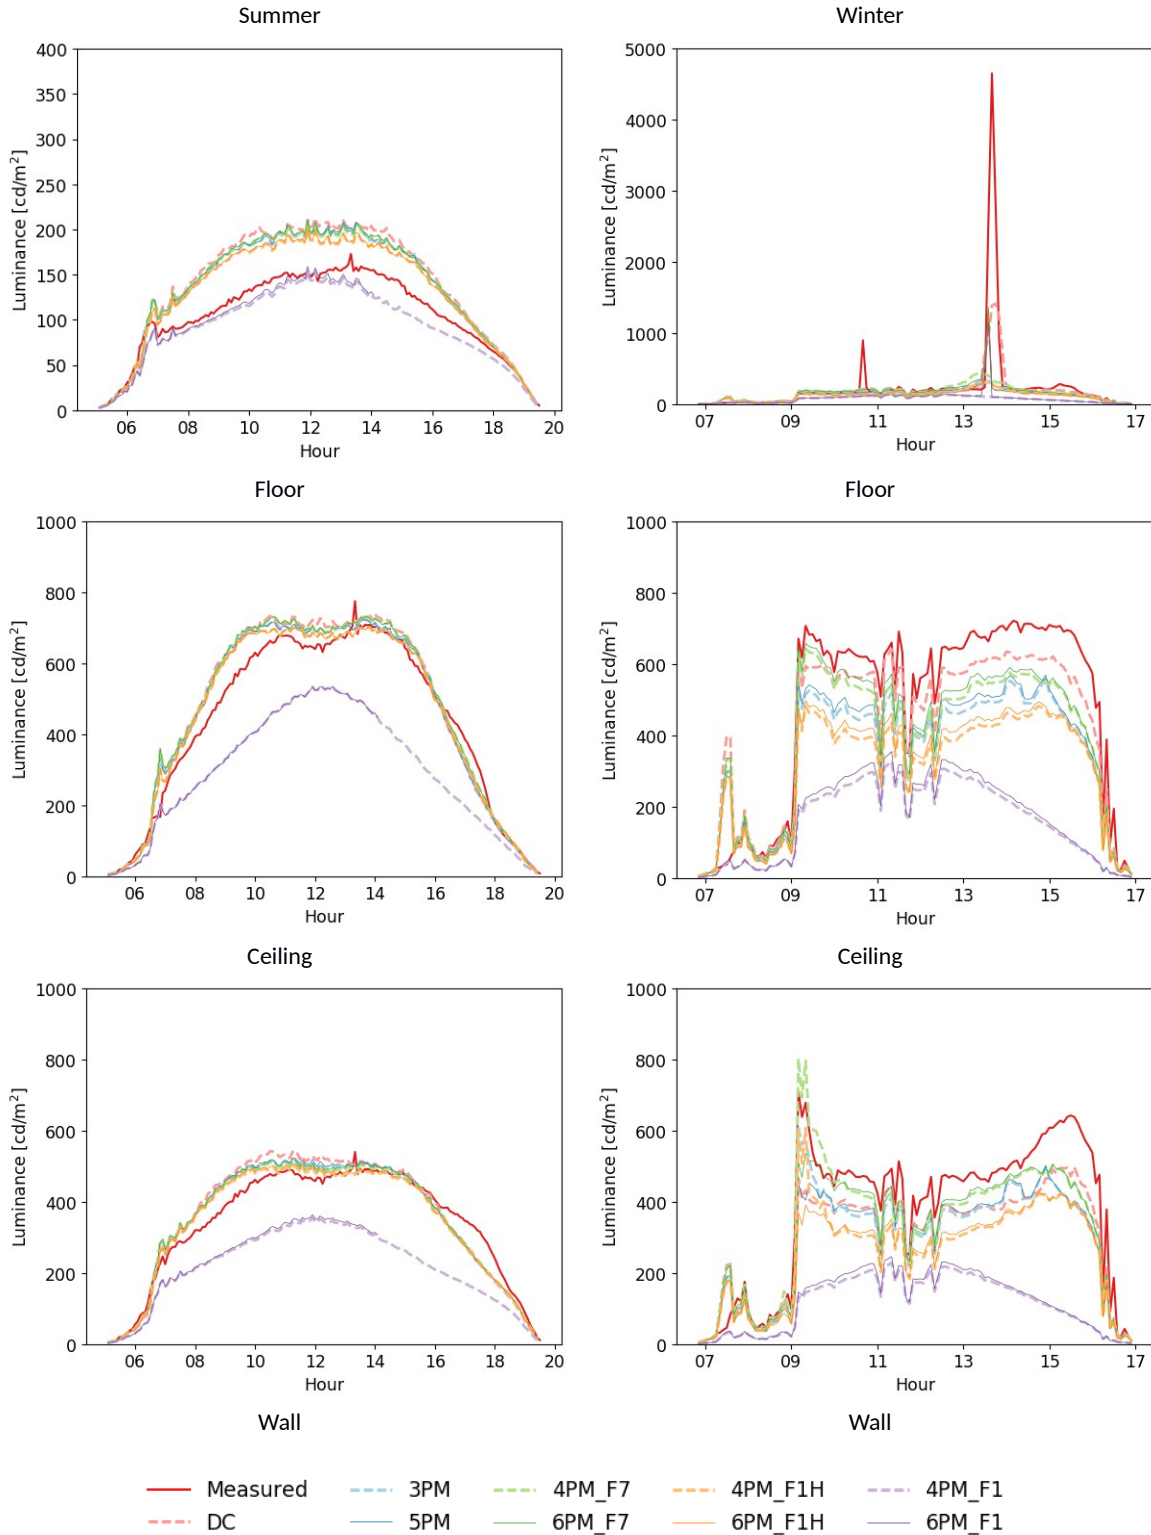 Summer
Winter
400
350
300
250
200
150
100
50
0
Luminance [cd/m²]
06 08 10 12 14 16 18 20
Hour
5000
4000
3000
2000
1000
0
Luminance [cd/m²]
07 09 11 13 15 17
Hour
Floor
Floor
1000
800
600
400
200
0
Luminance [cd/m²]
06 08 10 12 14 16 18 20
Hour
1000
800
600
400
200
0
Luminance [cd/m²]
07 09 11 13 15 17
Hour
Ceiling
Ceiling
1000
800
600
400
200
0
Luminance [cd/m²]
06 08 10 12 14 16 18 20
Hour
1000
800
600
400
200
0
Luminance [cd/m²]
07 09 11 13 15 17
Hour
Wall
Wall
Measured 3PM 4PM_F7 4PM_F1H 4PM_F1
DC 5PM 6PM_F7 6PM_F1H 6PM_F1